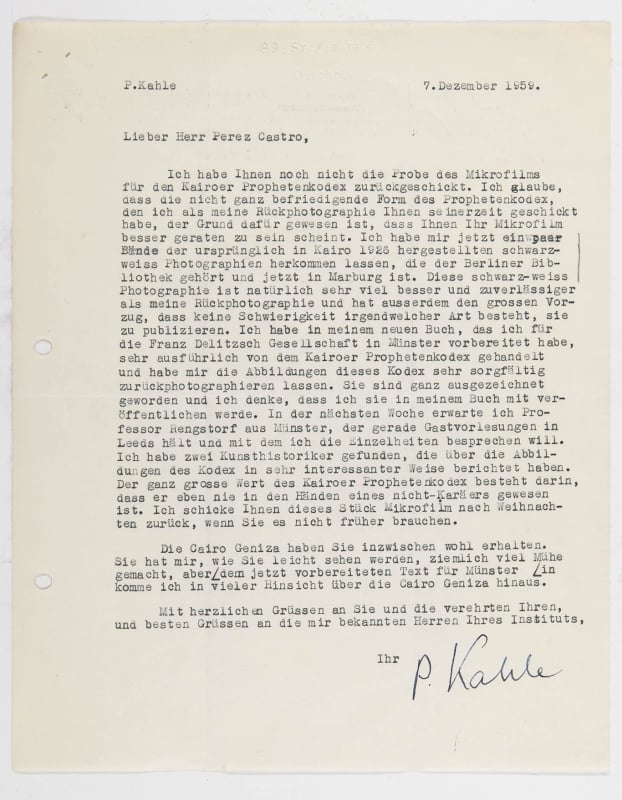 P.Kahle 7.Dezember 1959.
Lieber Herr Perez Castro,
Ich habe Ihnen noch nicht die Probe des Mikrofilms
für den Kairoer Prophetenkodex zurückgeschickt. Ich glaube,
dass die nicht ganz befriedigende Form des Prophetenkodex,
den ich als meine Rückphotographie Ihnen seinerzeit geschickt
habe, der Grund dafür gewesen ist, dass Ihnen Ihr Mikrofilm
besser geraten zu sein scheint. Ich habe mir jetzt ein paar
Bände der ursprünglich in Kairo 1928 hergestellten schwarz-
weiss Photographien herkommen lassen, die der Berliner Bib-
liothek gehört und jetzt in Marburg ist. Diese schwarz-weiss
Photographie ist natürlich sehr viel besser und zuverlässiger
als meine Rückphotographie und hat ausserdem den grossen Vor-
zug, dass keine Schwierigkeit irgendwelcher Art besteht, sie
zu publizieren. Ich habe in meinem neuen Buch, das ich für
die Franz Delitzsch Gesellschaft in Münster vorbereitet habe,
sehr ausführlich von dem Kairoer Prophetenkodex gehandelt
und habe mir die Abbildungen dieses Kodex sehr sorgfältig
zurückphotographieren lassen. Sie sind ganz ausgezeichnet
geworden und ich denke, dass ich sie in meinem Buch mit ver-
öffentlichen werde. In der nächsten Woche erwarte ich Pro-
fessor Rengstorf aus Münster, der gerade Gastvorlesungen in
Leeds hält und mit dem ich die Einzelheiten besprechen will.
Ich habe zwei Kunsthistoriker gefunden, die über die Abbil-
dungen des Kodex in sehr interessanter Weise berichtet haben.
Der ganz grosse Wert des Kairoer Prophetenkodex besteht darin,
dass er eben nie in den Händen eines nicht-Karäers gewesen
ist. Ich schicke Ihnen dieses Stück Mikrofilm nach Weihnach-
ten zurück, wenn Sie es nicht früher brauchen.
Die Cairo Geniza haben Sie inzwischen wohl erhalten.
Sie hat mir, wie Sie leicht sehen werden, ziemlich viel Mühe
gemacht, aber/dem jetzt vorbereiteten Text für Münster /in
komme ich in vieler Hinsicht über die Cairo Geniza hinaus.
Mit herzlichen Grüssen an Sie und die verehrten Ihren,
und besten Grüssen an die mir bekannten Herren Ihres Instituts,
Ihr
P. Kahle